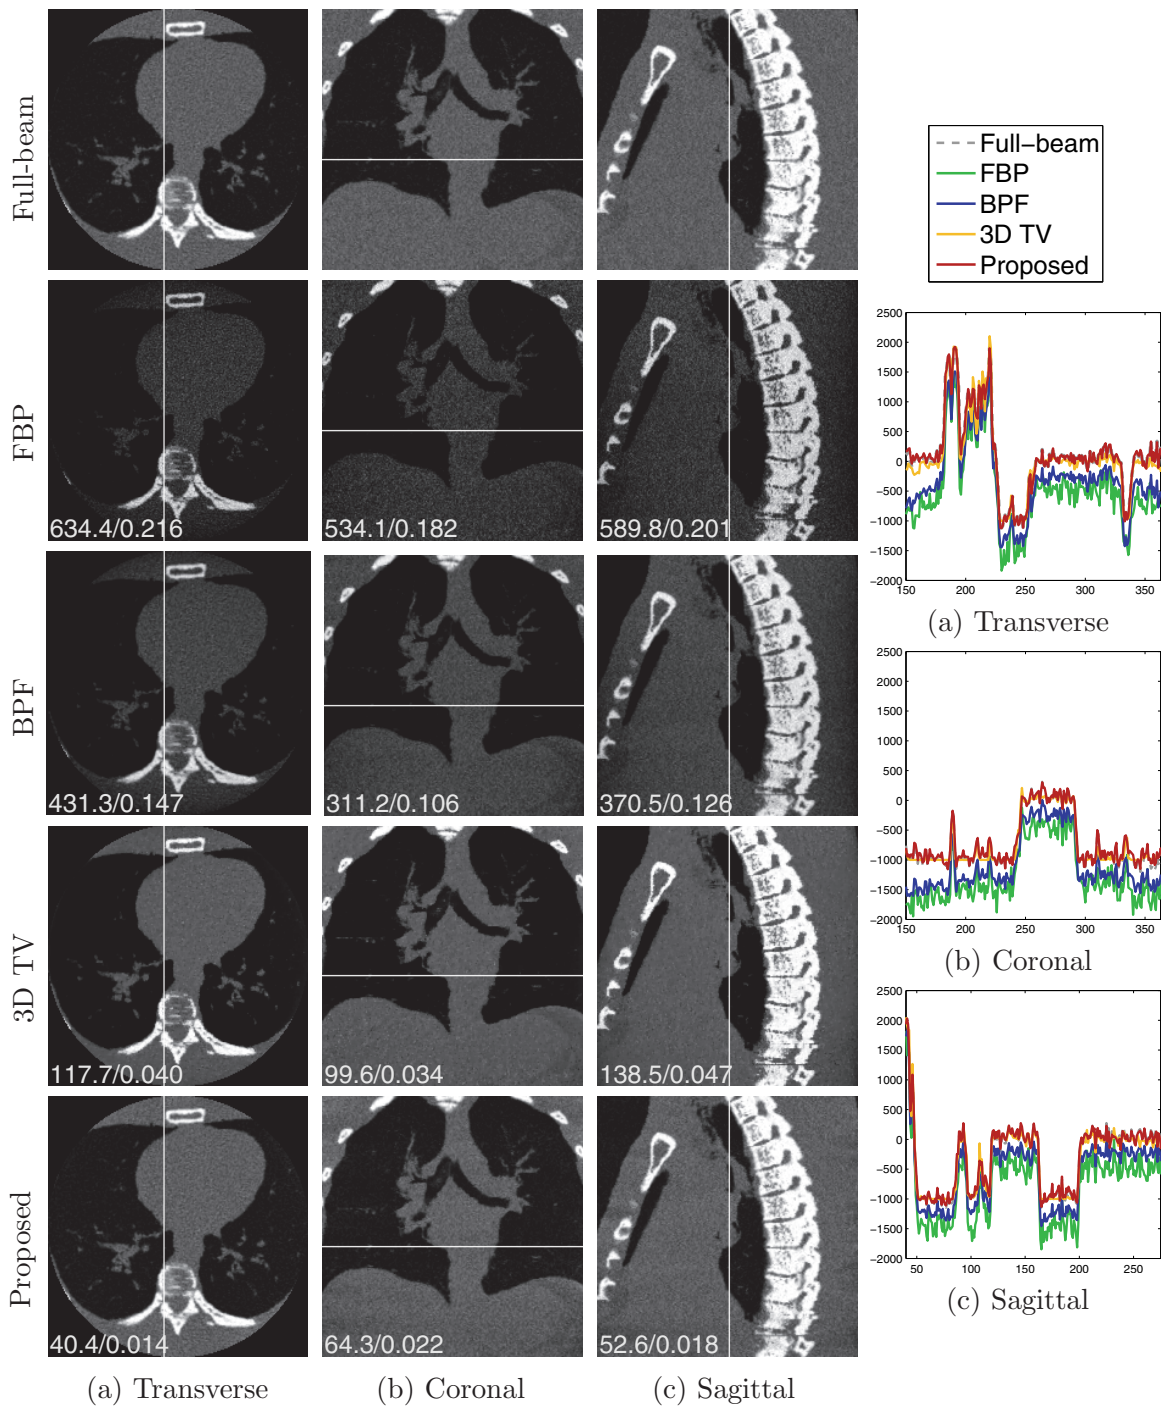 Full-beam
FBP
634.4/0.216
534.1/0.182
589.8/0.201
BPF
431.3/0.147
311.2/0.106
370.5/0.126
3D TV
117.7/0.040
99.6/0.034
138.5/0.047
Proposed
40.4/0.014
64.3/0.022
52.6/0.018
(a) Transverse
(b) Coronal
(c) Sagittal
Full-beam
FBP
BPF
3D TV
Proposed
2500
2000
1500
1000
500
0
−500
−1000
−1500
−2000
150 200 250 300 350
(a) Transverse
2500
2000
1500
1000
500
0
−500
−1000
−1500
−2000
150 200 250 300 350
(b) Coronal
2500
2000
1500
1000
500
0
−500
−1000
−1500
−2000
50 100 150 200 250
(c) Sagittal